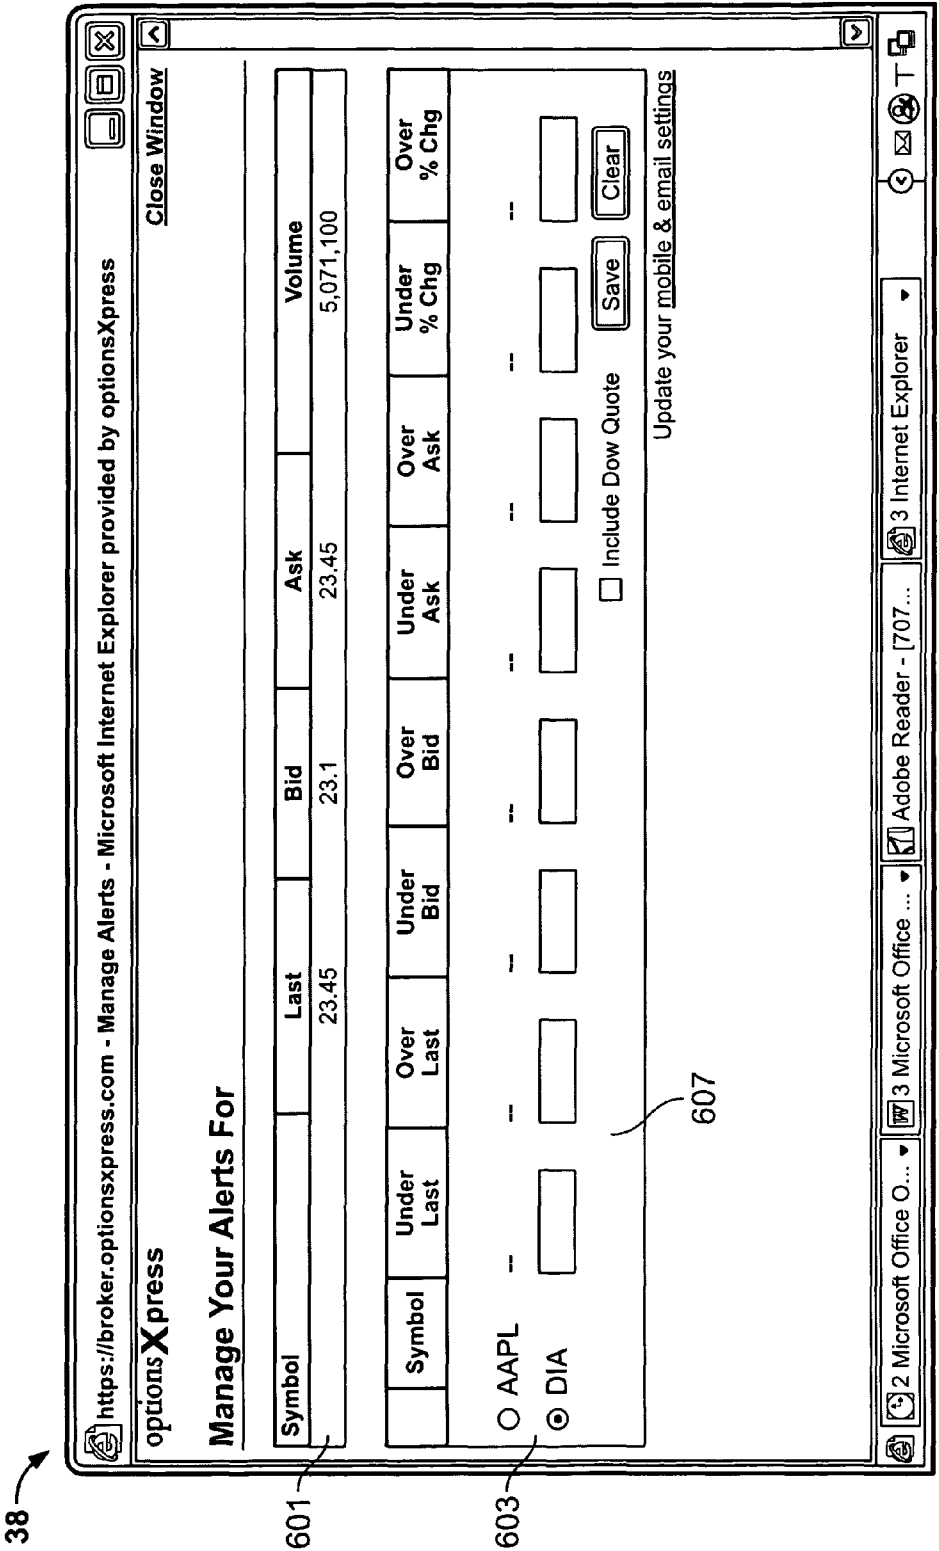 38
https://broker.optionsxpress.com - Manage Alerts - Microsoft Internet Explorer provided by optionsXpress
optionsXpress
Close Window
Manage Your Alerts For
Symbol Last Bid Ask Volume
601
23.45 23.1 23.45 5,071,100
Symbol Under Last Over Last Under Bid Over Bid Under Ask Over Ask Under % Chg Over % Chg
603
AAPL -- -- -- -- -- -- -- --
DIA
Include Dow Quote Save Clear
607
Update your mobile & email settings
2 Microsoft Office O... 3 Microsoft Office ... Adobe Reader - [707... 3 Internet Explorer